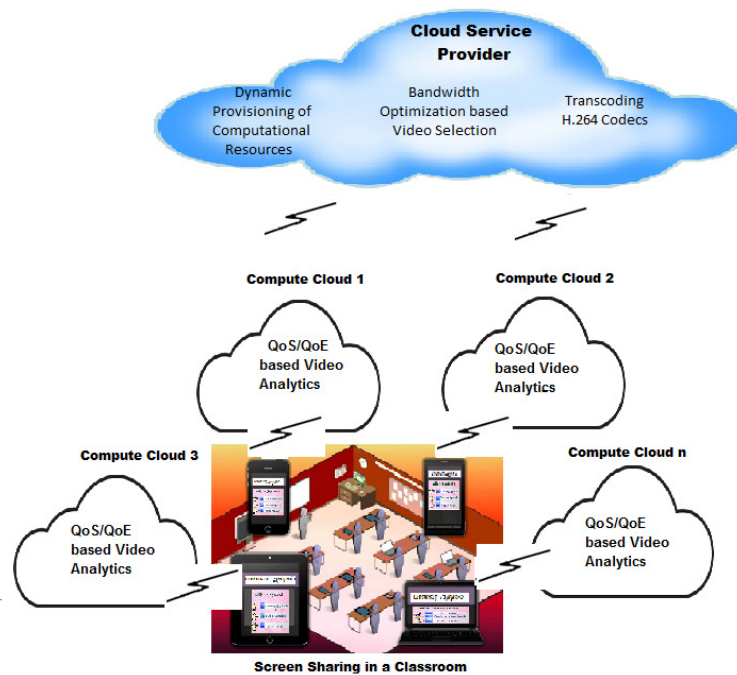 Cloud Service
Provider
Dynamic
Provisioning of
Computational
Resources
Bandwidth
Optimization based
Video Selection
Transcoding
H.264 Codecs
Compute Cloud 1
Compute Cloud 2
QoS/QoE
based Video
Analytics
QoS/QoE
based Video
Analytics
Compute Cloud 3
Compute Cloud n
QoS/QoE
based Video
Analytics
QoS/QoE
based Video
Analytics
Screen Sharing in a Classroom